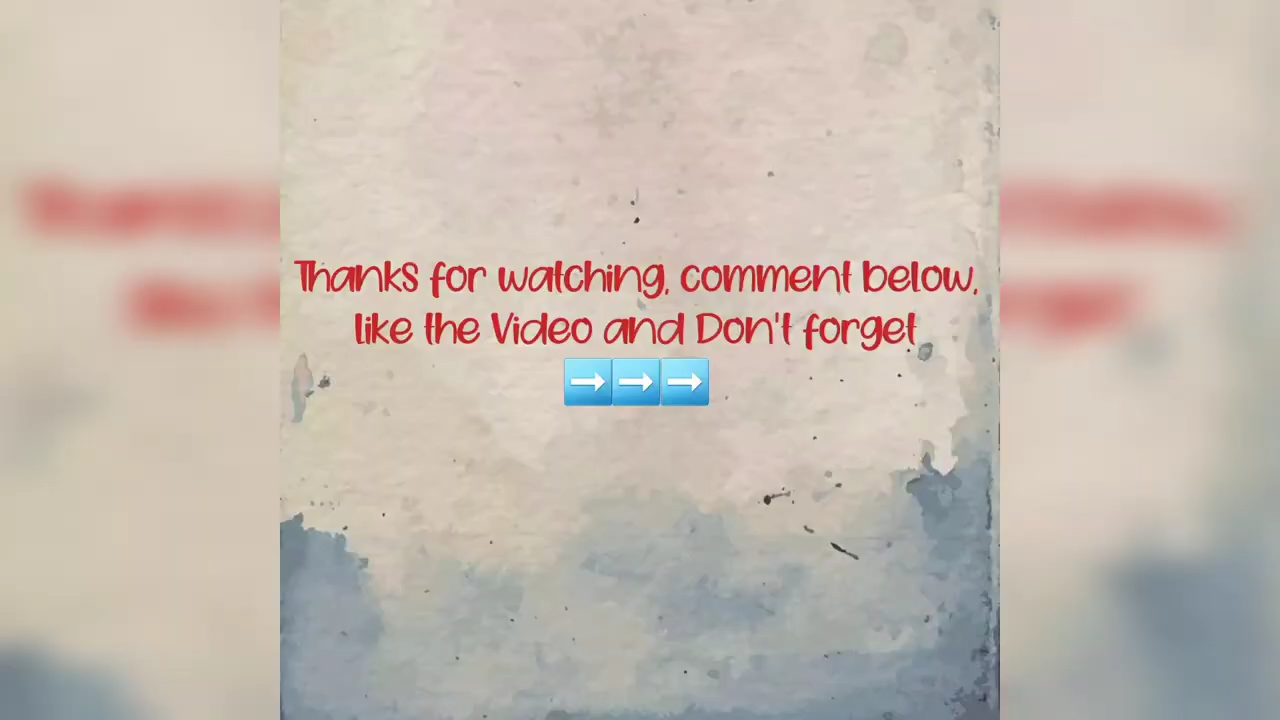 Thanks for watching, comment below,
like the Video and Don't forget
➡️➡️➡️